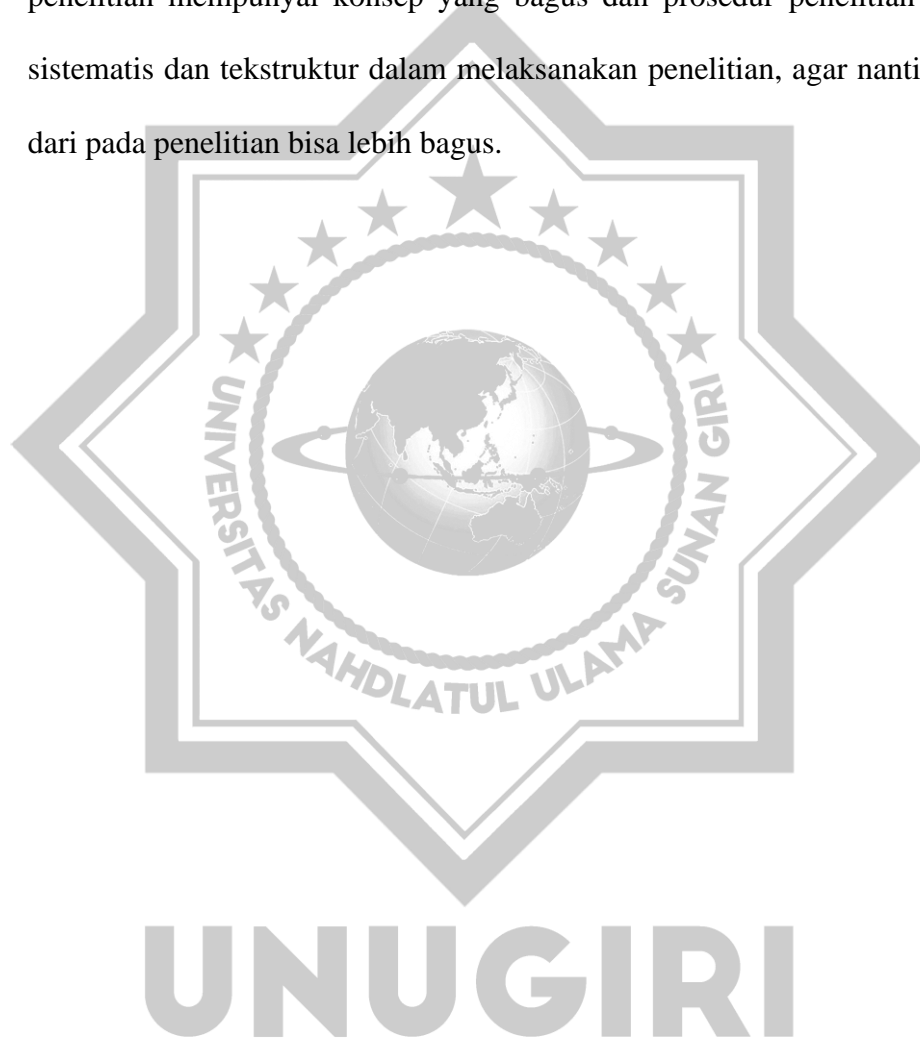 penelitian mempunyai konsep yang bagus dan prosedur penelitian
sistematis dan tekstruktur dalam melaksanakan penelitian, agar nanti
dari pada penelitian bisa lebih bagus.
UNIVERSITAS NAHDLATUL ULAMA SUNAN GIRI
UNUGIRI